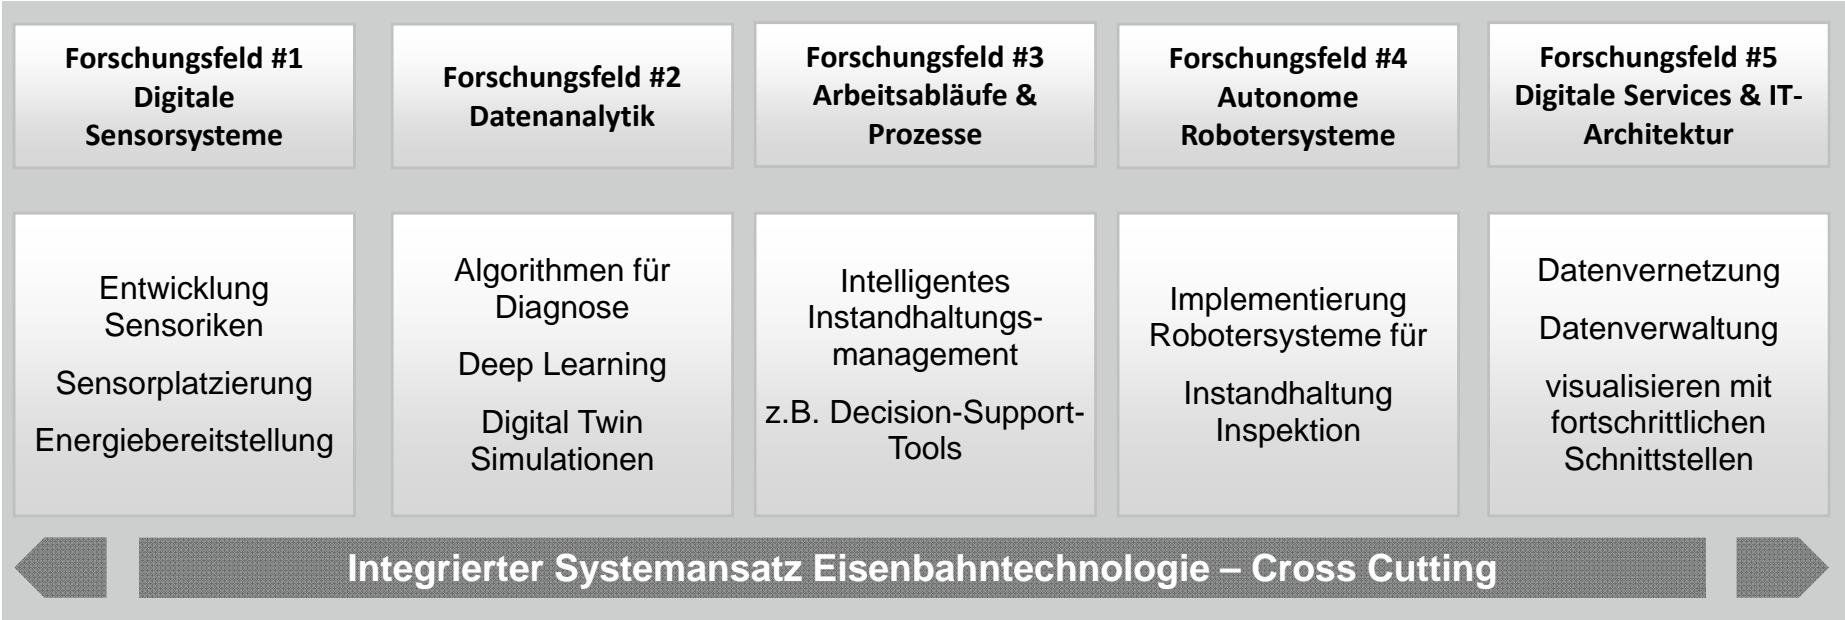 Forschungsfeld #1
Digitale
Sensorsysteme
Forschungsfeld #2
Datenanalytik
Forschungsfeld #3
Arbeitsabläufe &
Prozesse
Forschungsfeld #4
Autonome
Robotersysteme
Forschungsfeld #5
Digitale Services & IT-
Architektur
Entwicklung
Sensoriken
Sensorplatzierung
Energiebereitstellung
Algorithmen für
Diagnose
Deep Learning
Digital Twin
Simulationen
Intelligentes
Instandhaltungs-
management
z.B. Decision-Support-
Tools
Implementierung
Robotersysteme für
Instandhaltung
Inspektion
Datenvernetzung
Datenverwaltung
visualisieren mit
fortschrittlichen
Schnittstellen
Integrierter Systemansatz Eisenbahntechnologie – Cross Cutting